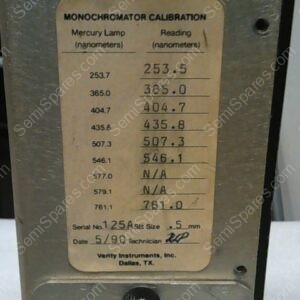 MONOCHROMATOR CALIBRATION
Mercury Lamp Reading
(nanometers) (nanometers)
253.7 253.5
365.0 365.0
404.7 404.7
435.8 435.8
507.3 507.3
546.1 546.1
577.0 N/A
579.1 N/A
761.1 761.0
Serial No. 125A Slit Size .5 mm
Date 5/90 Technician
Verity Instruments, Inc.
Dallas, TX.
SemiSpares.com